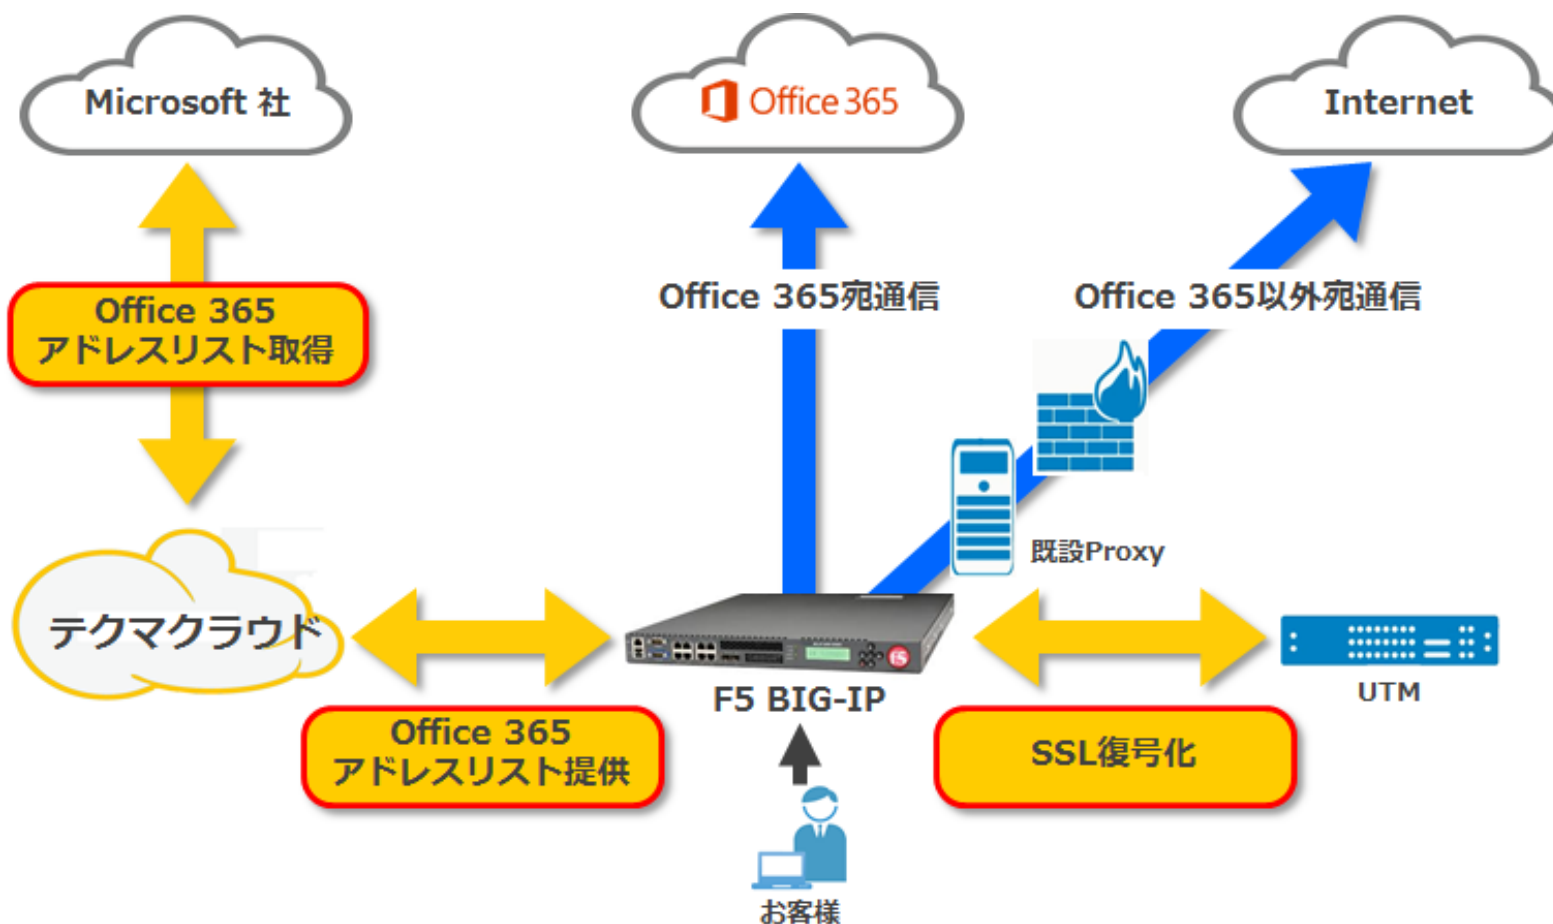 Microsoft 社
Office 365
Internet
Office 365宛通信
Office 365以外宛通信
Office 365
アドレスリスト取得
既設Proxy
テクマクラウド
f5
F5 BIG-IP
UTM
Office 365
アドレスリスト提供
SSL復号化
お客様